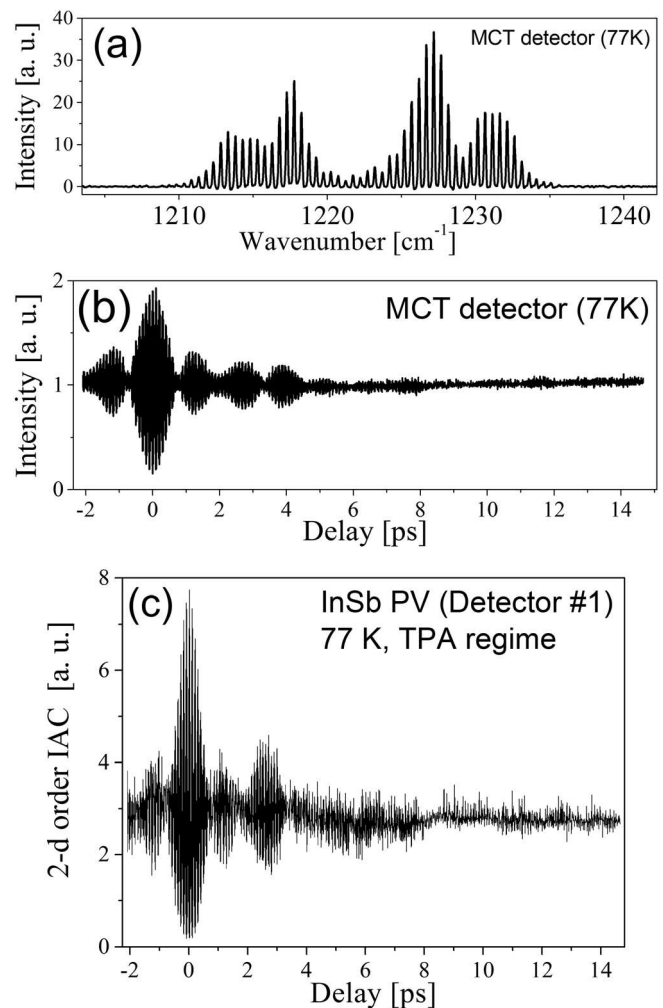 (a)
MCT detector (77K)
Intensity [a. u.]
40
30
20
10
0
1210
1220
1230
1240
Wavenumber [cm⁻¹]
(b)
MCT detector (77K)
Intensity [a. u.]
2
1
0
-2
0
2
4
6
8
10
12
14
Delay [ps]
(c)
InSb PV (Detector #1)
77 K, TPA regime
2-d order IAC [a. u.]
8
6
4
2
0
-2
0
2
4
6
8
10
12
14
Delay [ps]